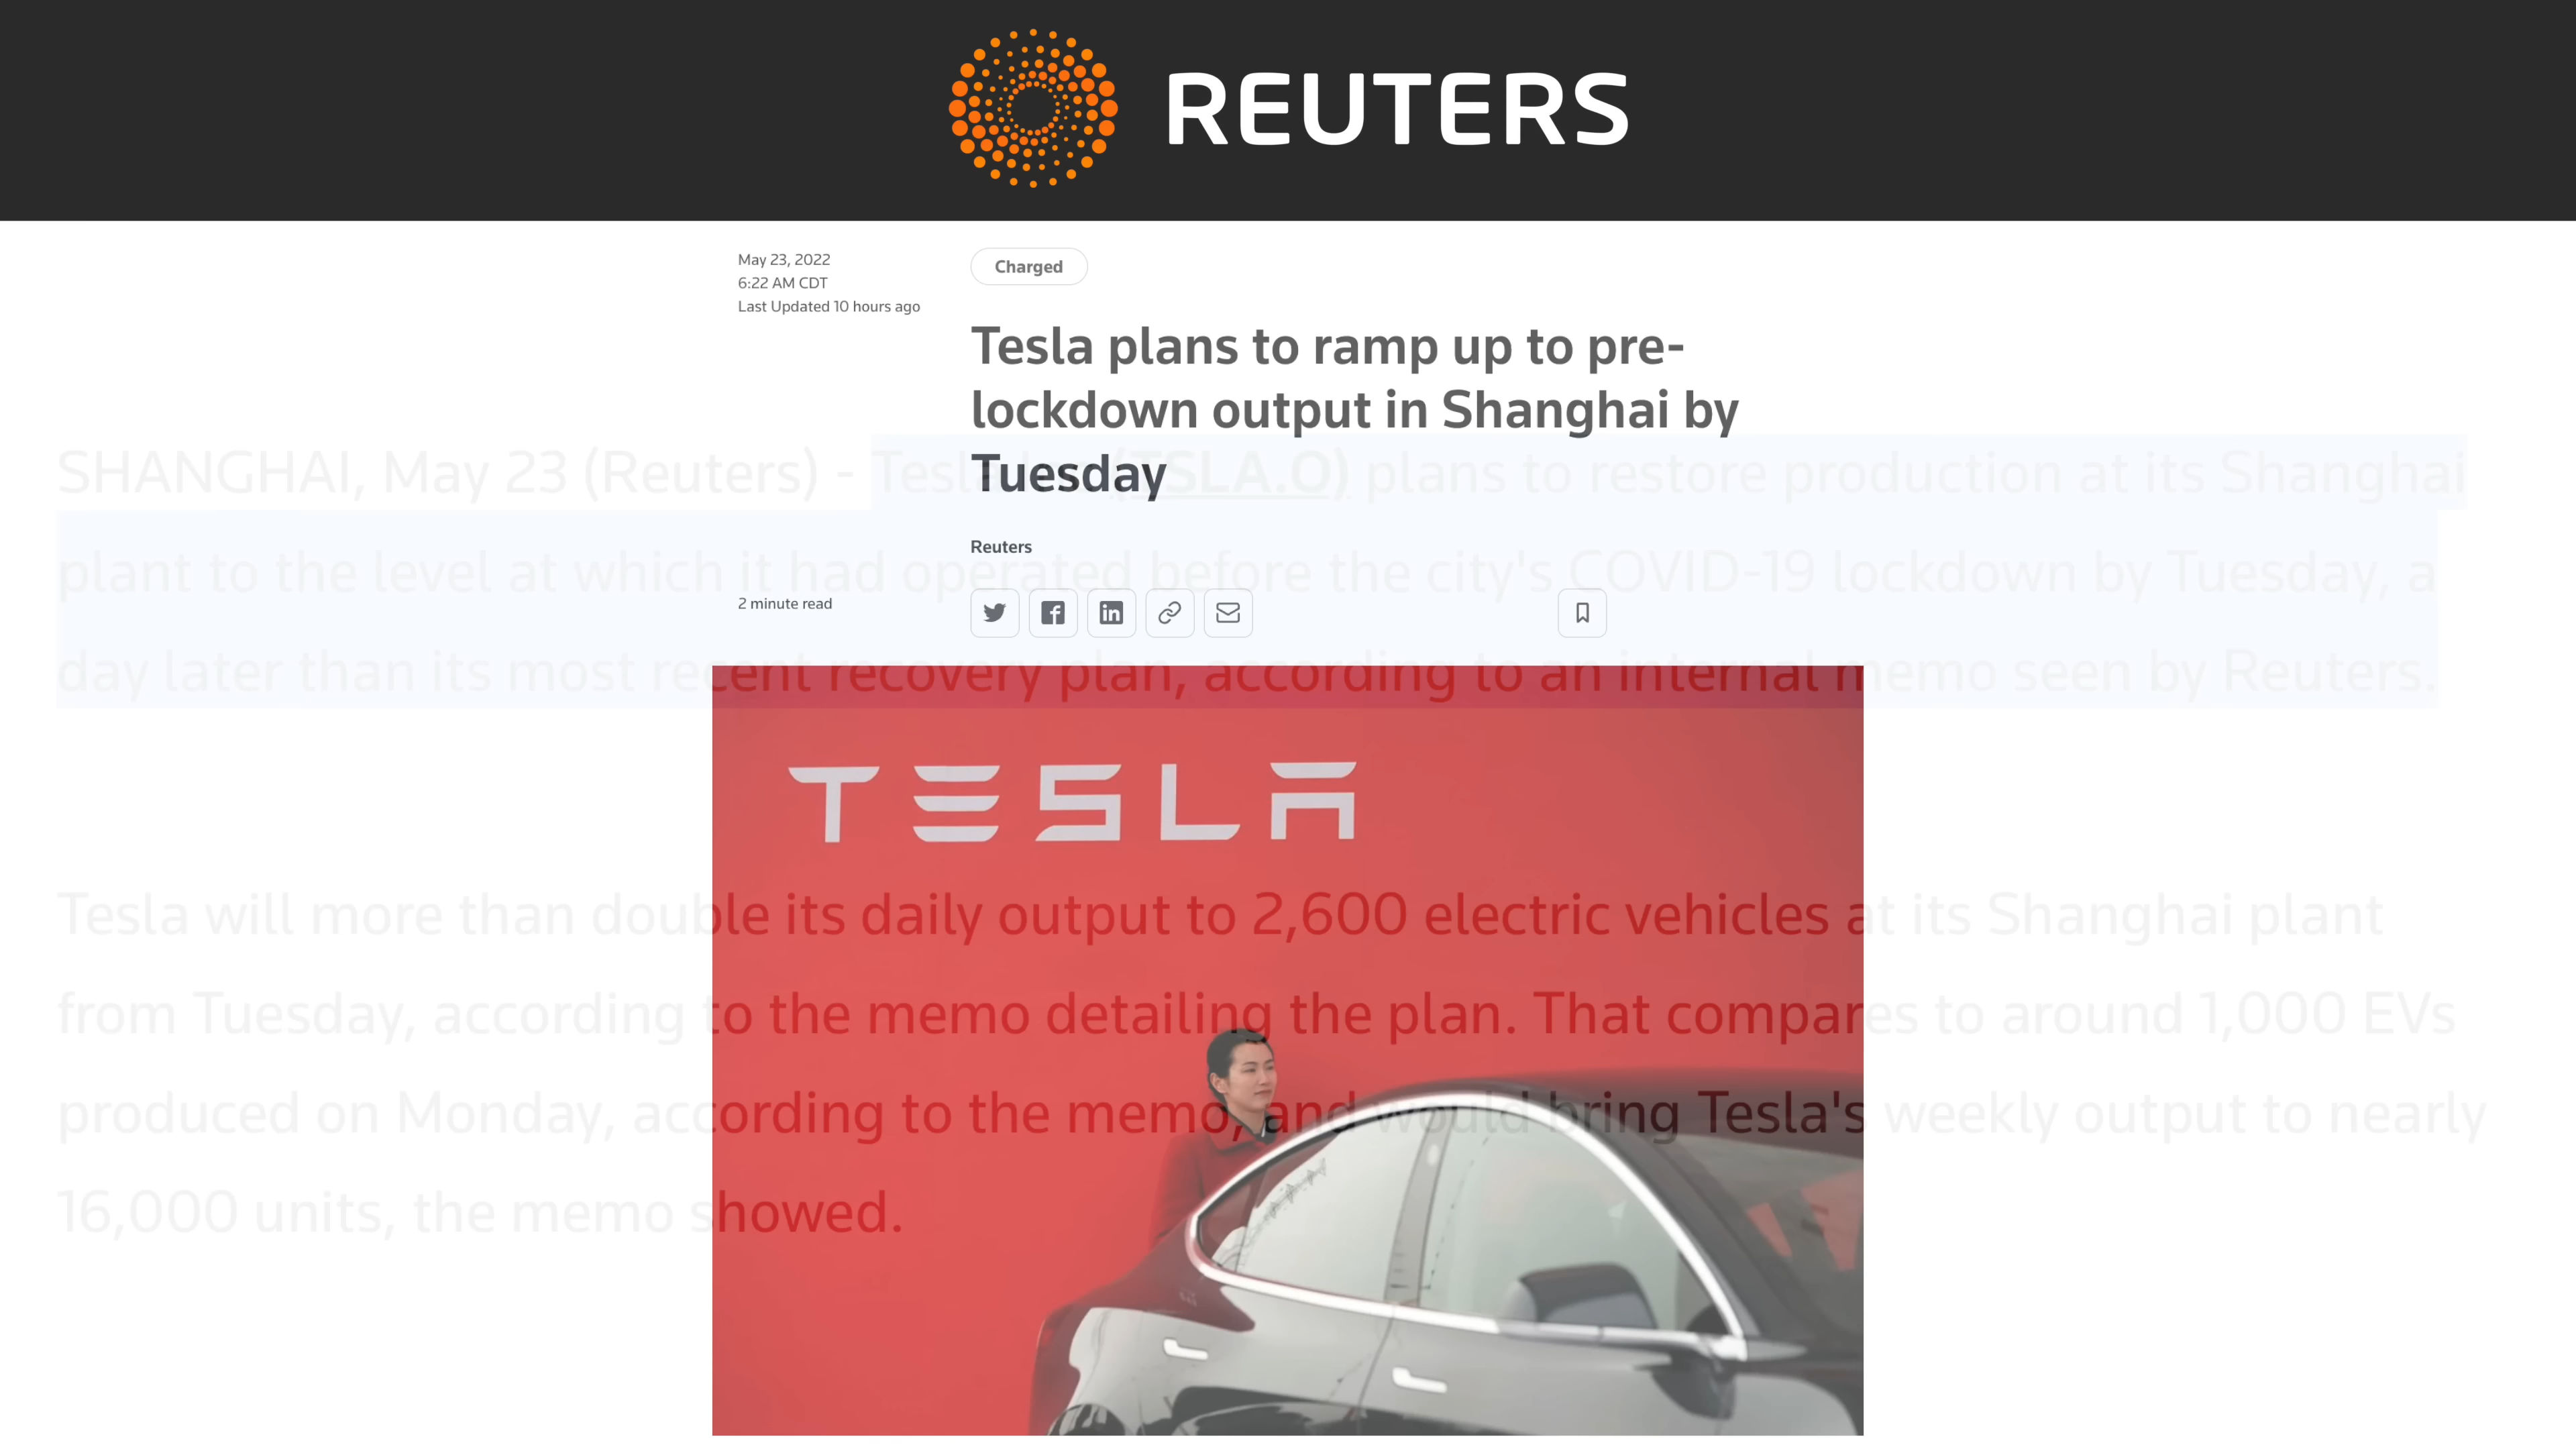 REUTERS
May 23, 2022
6:22 AM CDT
Last Updated 10 hours ago
Charged
Tesla plans to ramp up to pre-
lockdown output in Shanghai by
Tuesday
Reuters
2 minute read
SHANGHAI, May 23 (Reuters) - Tesla (TSLA.O) plans to restore production at its Shanghai
plant to the level at which it had operated before the city's COVID-19 lockdown by Tuesday, a
day later than its most recent recovery plan, according to an internal memo seen by Reuters.
TESLA
Tesla will more than double its daily output to 2,600 electric vehicles at its Shanghai plant
from Tuesday, according to the memo detailing the plan. That compares to around 1,000 EVs
produced on Monday, according to the memo, and would bring Tesla's weekly output to nearly
16,000 units, the memo showed.